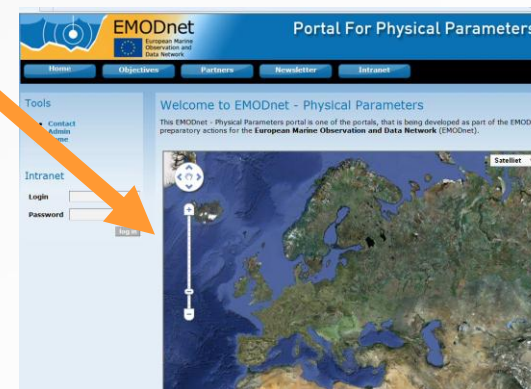 EMODnet
European Marine
Observation and
Data Network
Portal For Physical Parameters
Home
Objectives
Partners
Newsletter
Intranet
Tools
Contact
Admin
Welcome to EMODnet - Physical Parameters
This EMODnet - Physical Parameters portal is one of the portals, that is being developed as part of the EMOD
preparatory actions for the European Marine Observation and Data Network (EMODnet).
Satelliet
Intranet
Login
Password
log in